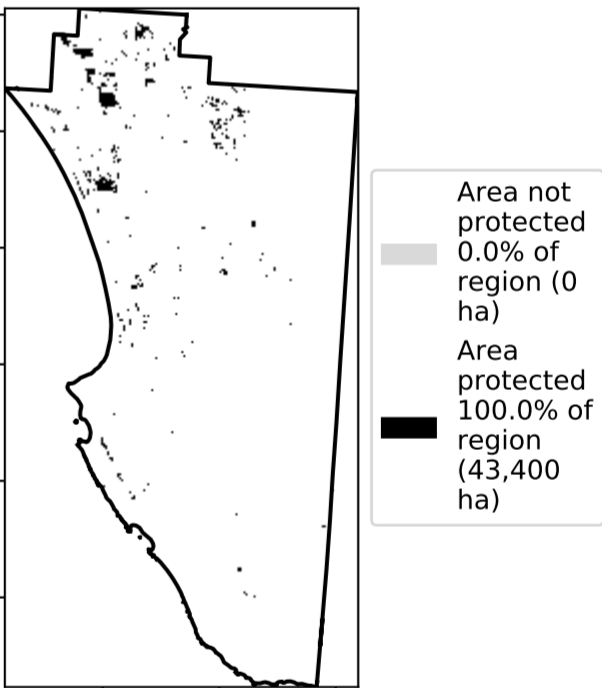 Area not
protected
0.0% of
region (0
ha)
Area
protected
100.0% of
region
(43,400
ha)